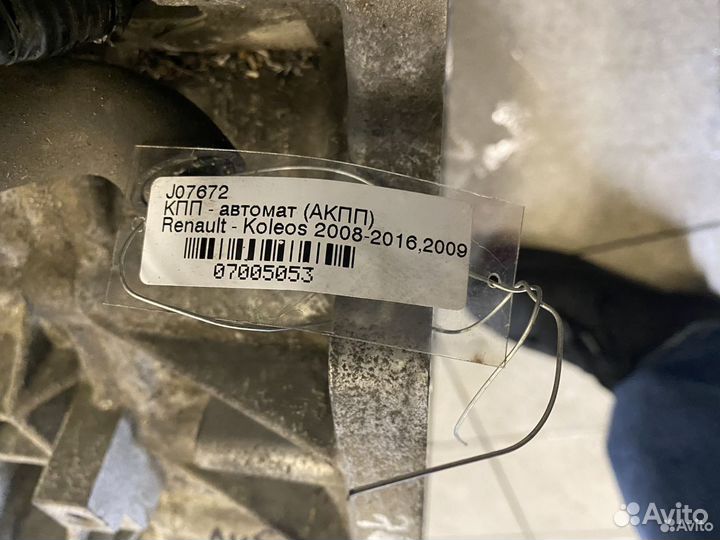 J07672
КПП - автомат (АКПП)
Renault - Koleos 2008-2016,2009
07005053
Avito